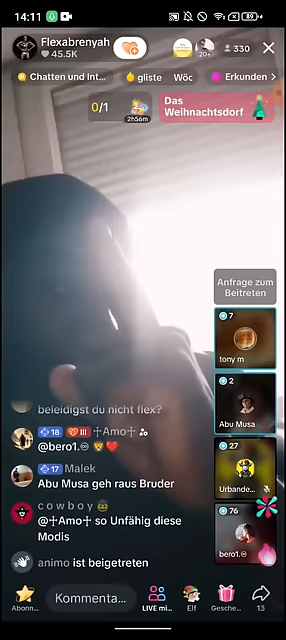 14:11
89
Flexabrenyah
45.5K
20+
330
Chatten und Int...
gliste
Wöc
Erkunden
0/1
2h56m
Das
Weihnachtsdorf
Anfrage zum
Beitreten
7
tony m
2
Abu Musa
27
Urbande...
76
bero1.♾
beleidigst du nicht flex?
18 III ☩Amo☩
@bero1.♾ 🦁❤️
17 Malek
Abu Musa geh raus Bruder
c o w b o y 🤠
@☩Amo☩ so Unfähig diese
Modis
animo ist beigetreten
Abonn...
Kommenta...
LIVE mi...
Elf
Gesche...
13